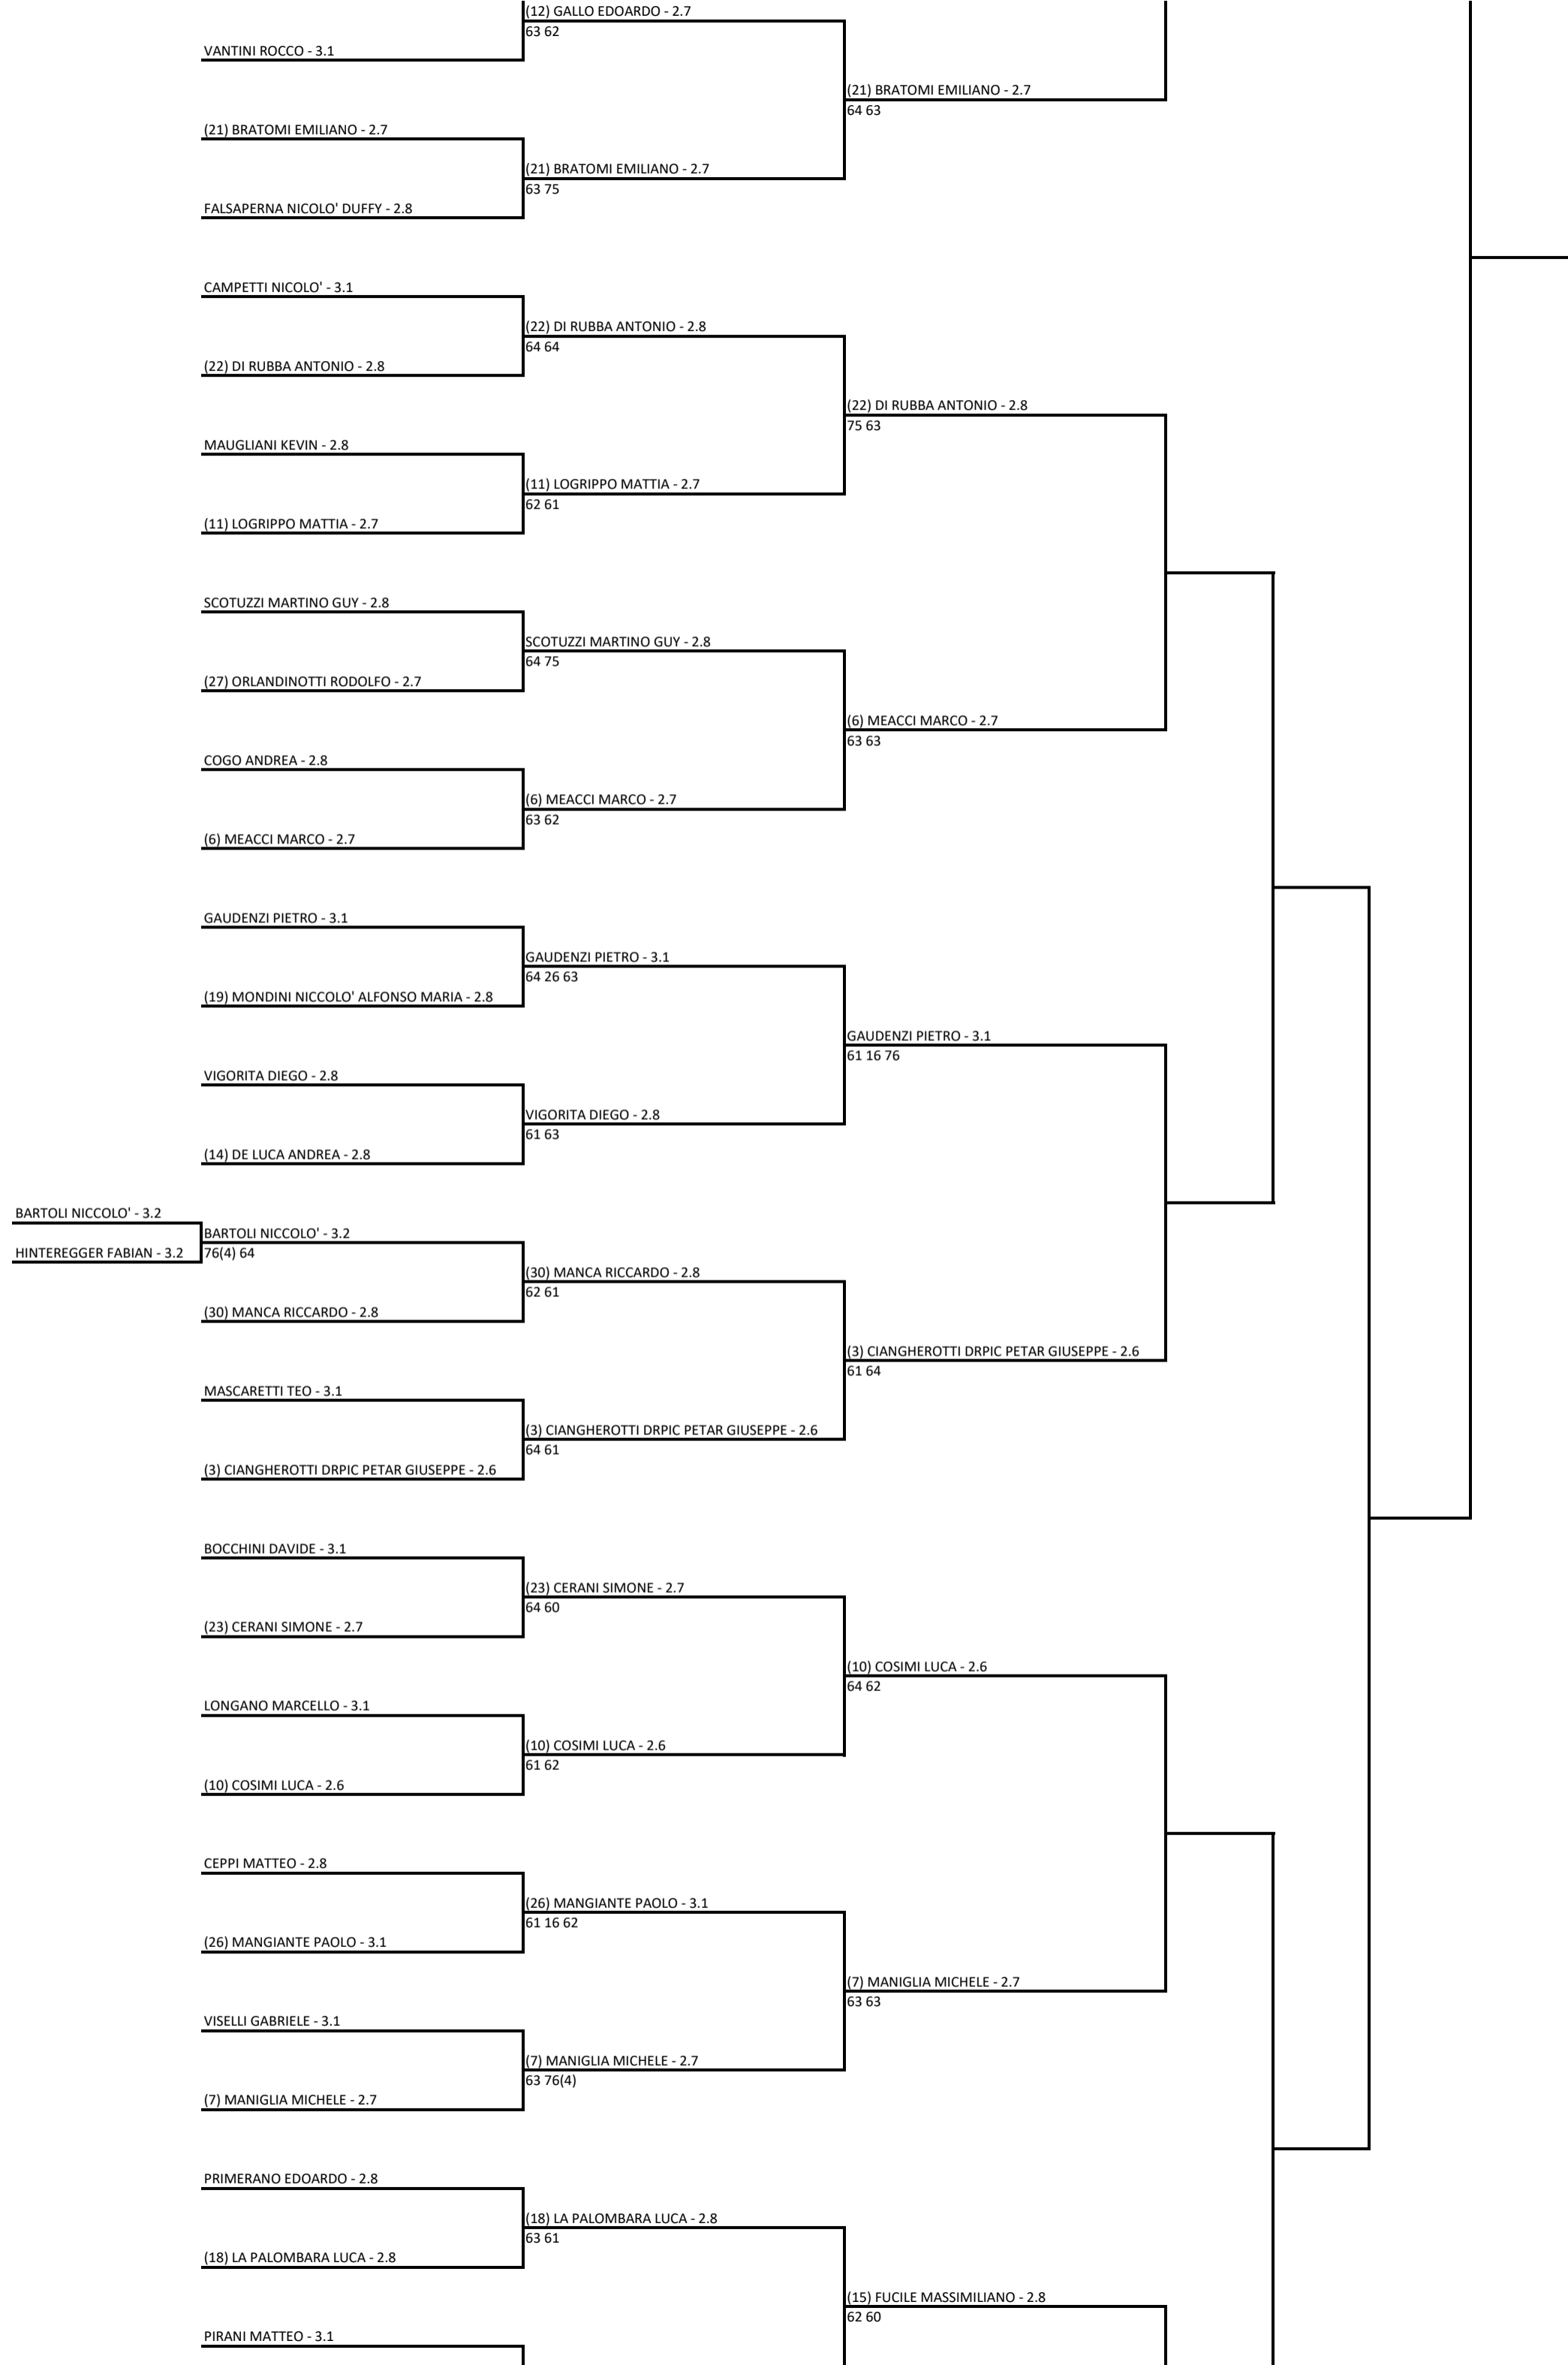 (12) GALLO EDOARDO - 2.7
63 62
VANTINI ROCCO - 3.1
(21) BRATOMI EMILIANO - 2.7
64 63
(21) BRATOMI EMILIANO - 2.7
(21) BRATOMI EMILIANO - 2.7
63 75
FALSAPERNA NICOLO' DUFFY - 2.8
CAMPETTI NICOLO' - 3.1
(22) DI RUBBA ANTONIO - 2.8
64 64
(22) DI RUBBA ANTONIO - 2.8
(22) DI RUBBA ANTONIO - 2.8
75 63
MAUGLIANI KEVIN - 2.8
(11) LOGRIPPO MATTIA - 2.7
62 61
(11) LOGRIPPO MATTIA - 2.7
SCOTUZZI MARTINO GUY - 2.8
SCOTUZZI MARTINO GUY - 2.8
64 75
(27) ORLANDINOTTI RODOLFO - 2.7
(6) MEACCI MARCO - 2.7
63 63
COGO ANDREA - 2.8
(6) MEACCI MARCO - 2.7
63 62
(6) MEACCI MARCO - 2.7
GAUDENZI PIETRO - 3.1
GAUDENZI PIETRO - 3.1
64 26 63
(19) MONDINI NICCOLO' ALFONSO MARIA - 2.8
GAUDENZI PIETRO - 3.1
61 16 76
VIGORITA DIEGO - 2.8
VIGORITA DIEGO - 2.8
61 63
(14) DE LUCA ANDREA - 2.8
BARTOLI NICCOLO' - 3.2
BARTOLI NICCOLO' - 3.2
HINTEREGGER FABIAN - 3.2
76(4) 64
(30) MANCA RICCARDO - 2.8
62 61
(30) MANCA RICCARDO - 2.8
(3) CIANGHEROTTI DRPIC PETAR GIUSEPPE - 2.6
61 64
MASCARETTI TEO - 3.1
(3) CIANGHEROTTI DRPIC PETAR GIUSEPPE - 2.6
64 61
(3) CIANGHEROTTI DRPIC PETAR GIUSEPPE - 2.6
BOCCHINI DAVIDE - 3.1
(23) CERANI SIMONE - 2.7
64 60
(23) CERANI SIMONE - 2.7
(10) COSIMI LUCA - 2.6
64 62
LONGANO MARCELLO - 3.1
(10) COSIMI LUCA - 2.6
61 62
(10) COSIMI LUCA - 2.6
CEPPI MATTEO - 2.8
(26) MANGIANTE PAOLO - 3.1
61 16 62
(26) MANGIANTE PAOLO - 3.1
(7) MANIGLIA MICHELE - 2.7
63 63
VISELLI GABRIELE - 3.1
(7) MANIGLIA MICHELE - 2.7
63 76(4)
(7) MANIGLIA MICHELE - 2.7
PRIMERANO EDOARDO - 2.8
(18) LA PALOMBARA LUCA - 2.8
63 61
(18) LA PALOMBARA LUCA - 2.8
(15) FUCILE MASSIMILIANO - 2.8
62 60
PIRANI MATTEO - 3.1